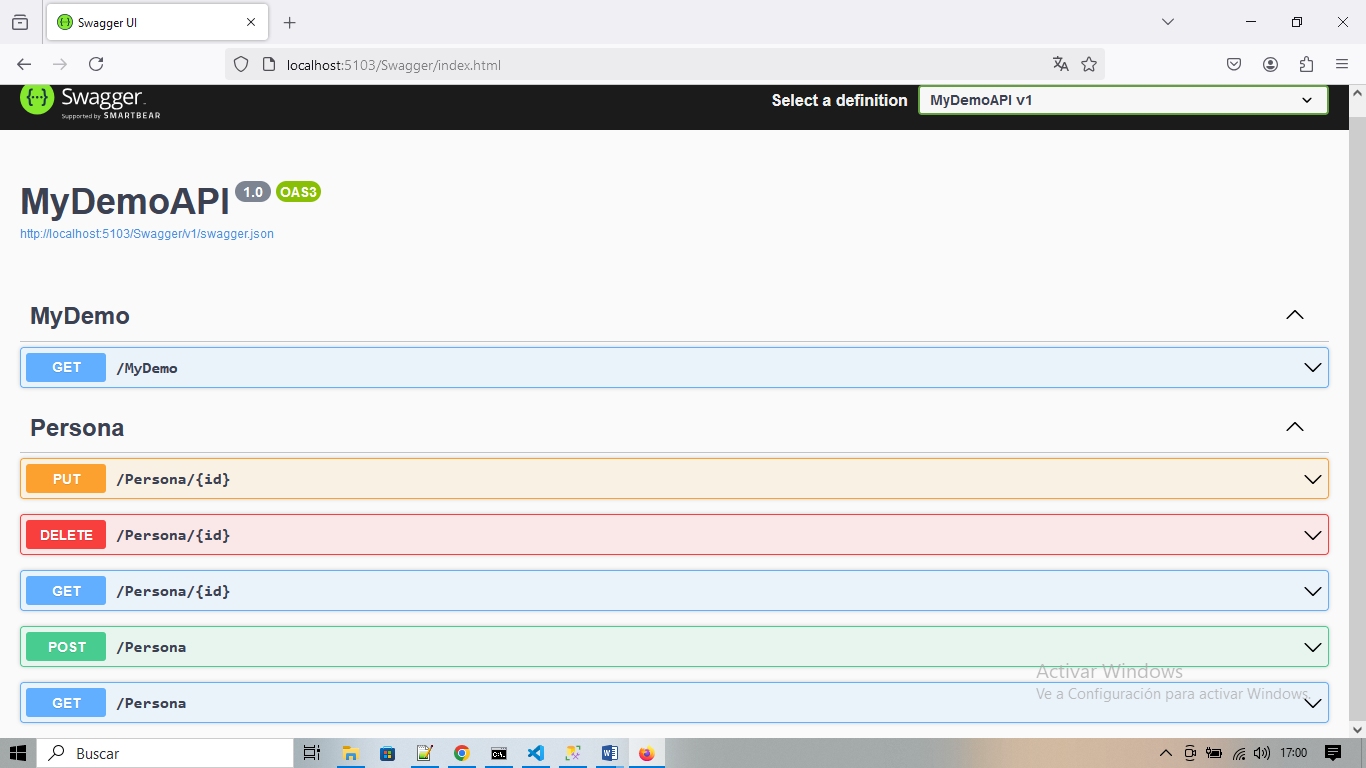 Swagger UI
localhost:5103/Swagger/index.html
{···} Swagger.
Supported by SMARTBEAR
Select a definition
MyDemoAPI v1
MyDemoAPI 1.0 OAS3
http://localhost:5103/Swagger/v1/swagger.json
MyDemo
GET /MyDemo
Persona
PUT /Persona/{id}
DELETE /Persona/{id}
GET /Persona/{id}
POST /Persona
GET /Persona
Activar Windows
Ve a Configuración para activar Windows.
Buscar
17:00